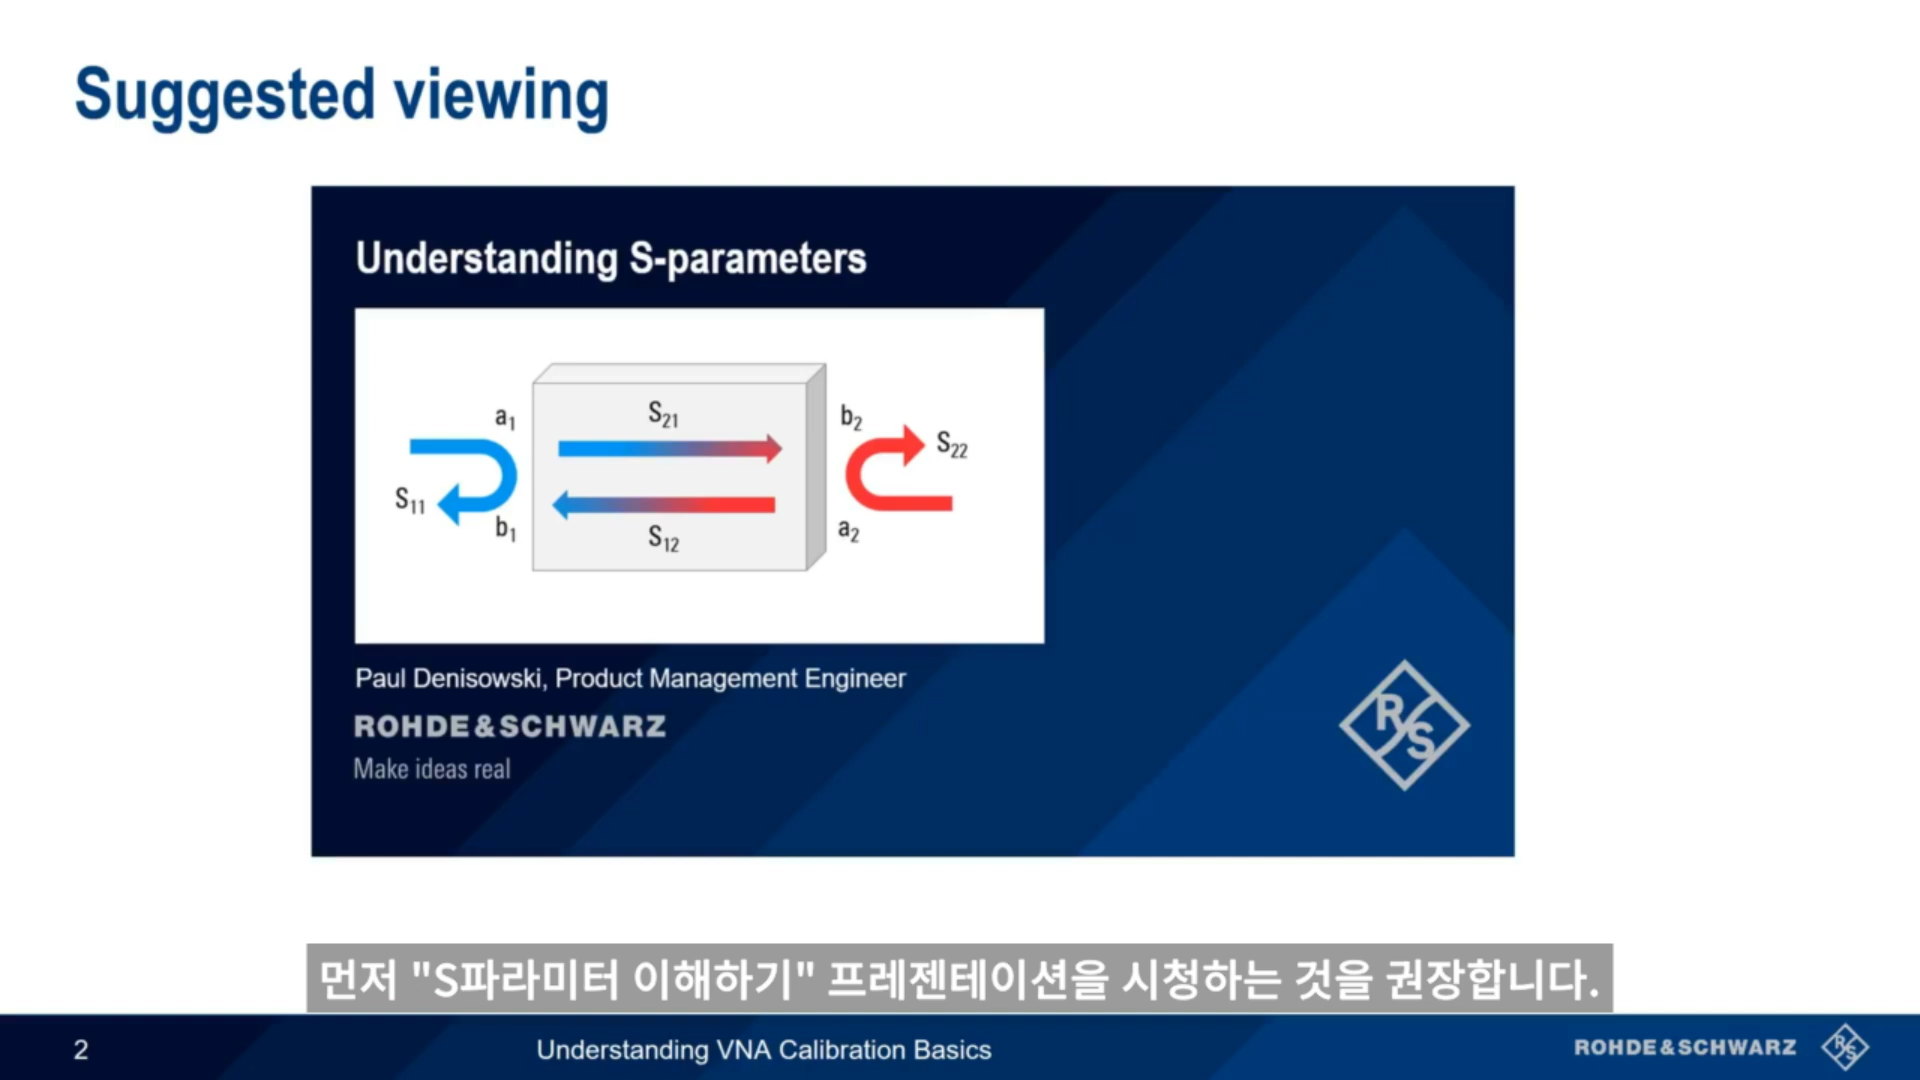 Suggested viewing
Understanding S-parameters
a1
S21
b2
S22
S11
b1
S12
a2
Paul Denisowski, Product Management Engineer
ROHDE&SCHWARZ
Make ideas real
R S
먼저 "S파라미터 이해하기" 프레젠테이션을 시청하는 것을 권장합니다.
2
Understanding VNA Calibration Basics
ROHDE&SCHWARZ
R S